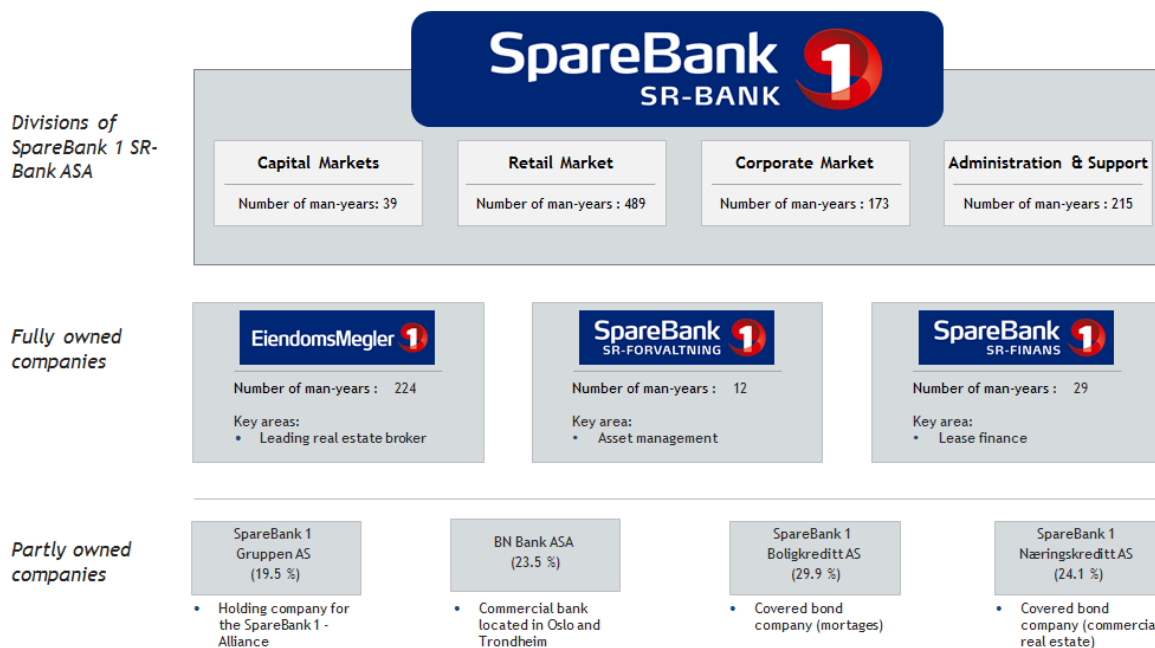 SpareBank 1
SR-BANK
Divisions of
SpareBank 1 SR-
Bank ASA
Capital Markets
Number of man-years: 39
Retail Market
Number of man-years : 489
Corporate Market
Number of man-years : 173
Administration & Support
Number of man-years : 215
Fully owned
companies
EiendomsMegler 1
Number of man-years : 224
Key areas:
• Leading real estate broker
SpareBank 1
SR-FORVALTNING
Number of man-years : 12
Key area:
• Asset management
SpareBank 1
SR-FINANS
Number of man-years : 29
Key area:
• Lease finance
Partly owned
companies
SpareBank 1
Gruppen AS
(19.5 %)
• Holding company for
the SpareBank 1 -
Alliance
BN Bank ASA
(23.5 %)
• Commercial bank
located in Oslo and
Trondheim
SpareBank 1
Boligkreditt AS
(29.9 %)
• Covered bond
company (mortages)
SpareBank 1
Næringskreditt AS
(24.1 %)
• Covered bond
company (commercia
real estate)